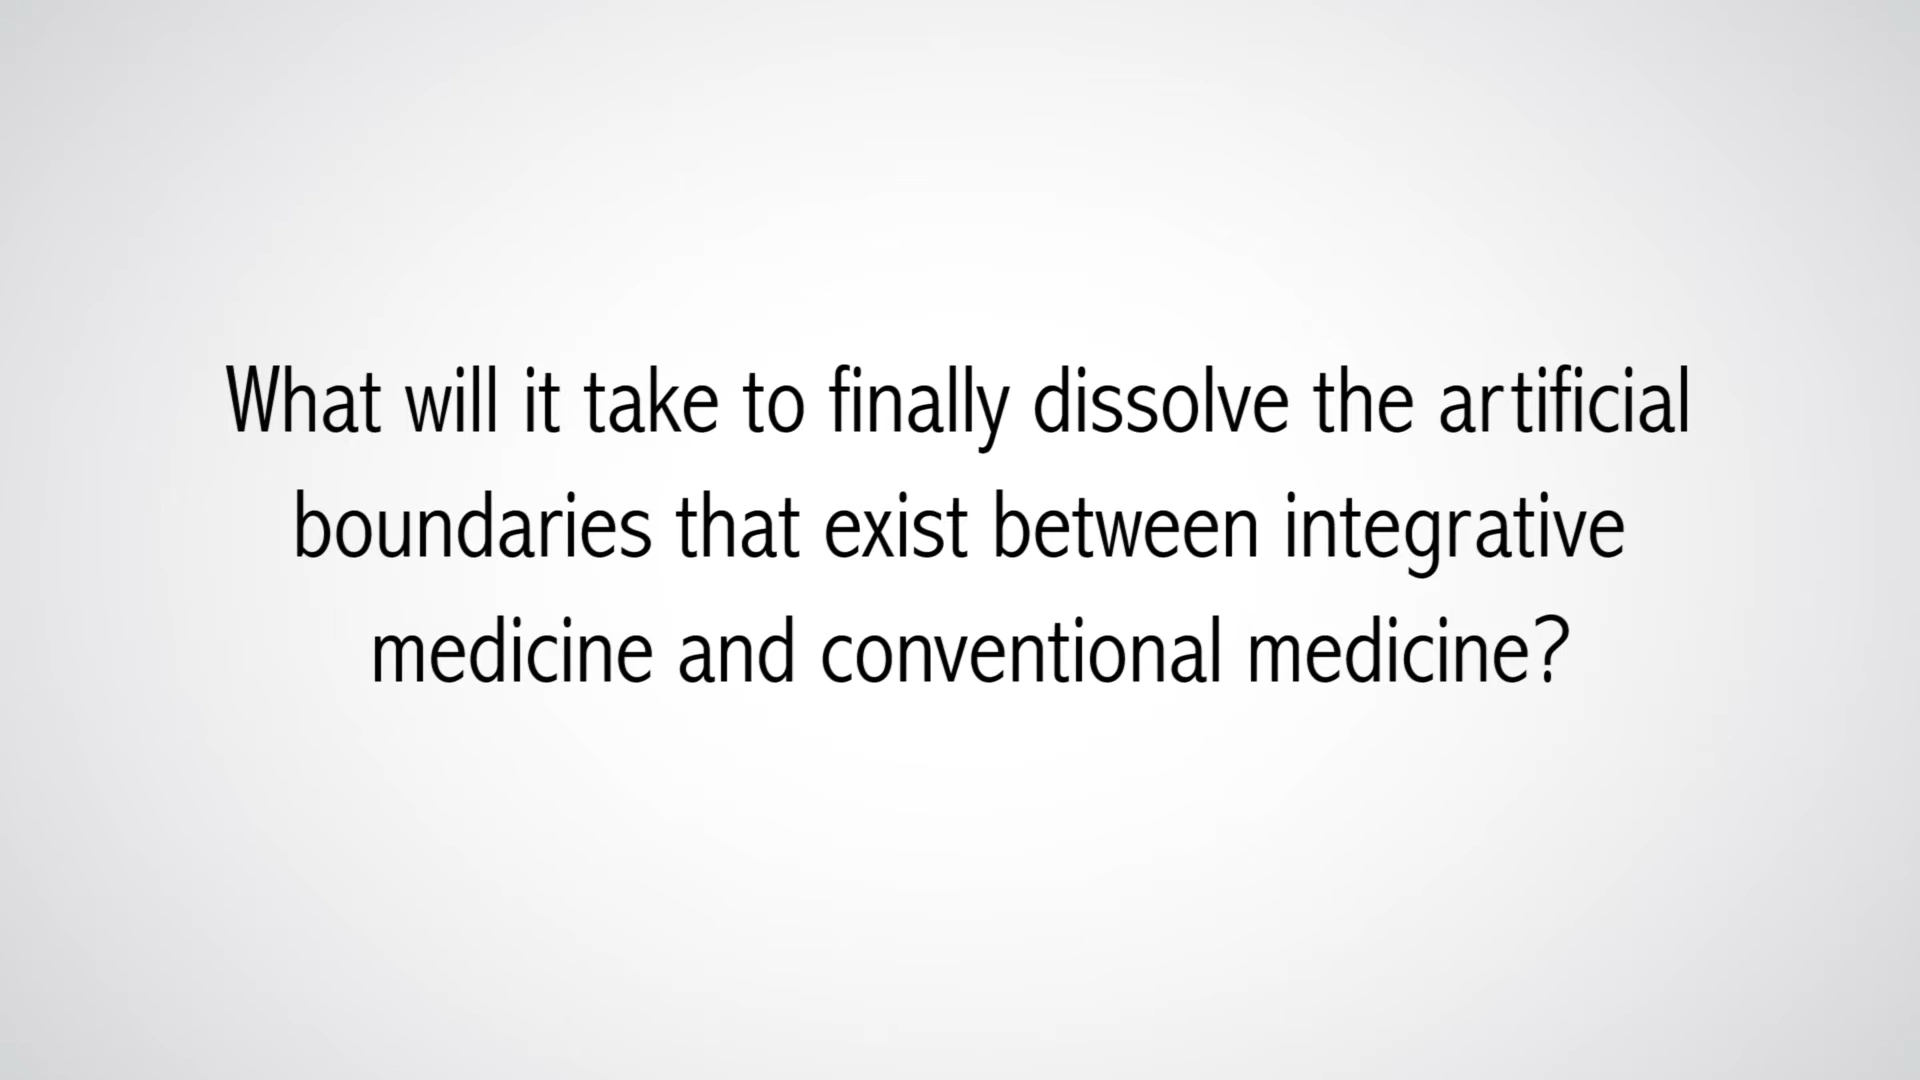 What will it take to finally dissolve the artificial
boundaries that exist between integrative
medicine and conventional medicine?